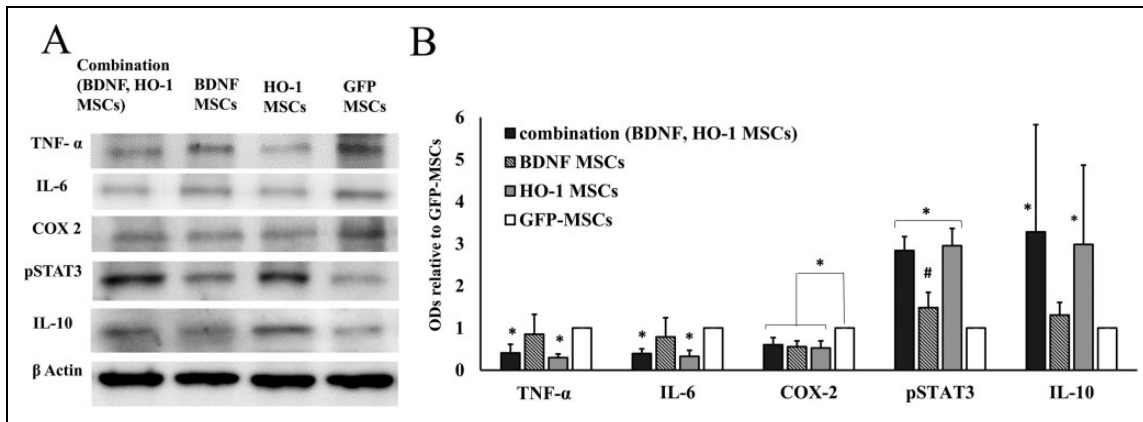 A
Combination
(BDNF, HO-1
MSCs)
BDNF
MSCs
HO-1
MSCs
GFP
MSCs
TNF- α
IL-6
COX 2
pSTAT3
IL-10
β Actin
B
ODs relative to GFP-MSCs
6
5
4
3
2
1
0
combination (BDNF, HO-1 MSCs)
BDNF MSCs
HO-1 MSCs
GFP-MSCs
* * * * * * # * *
TNF-α IL-6 COX-2 pSTAT3 IL-10